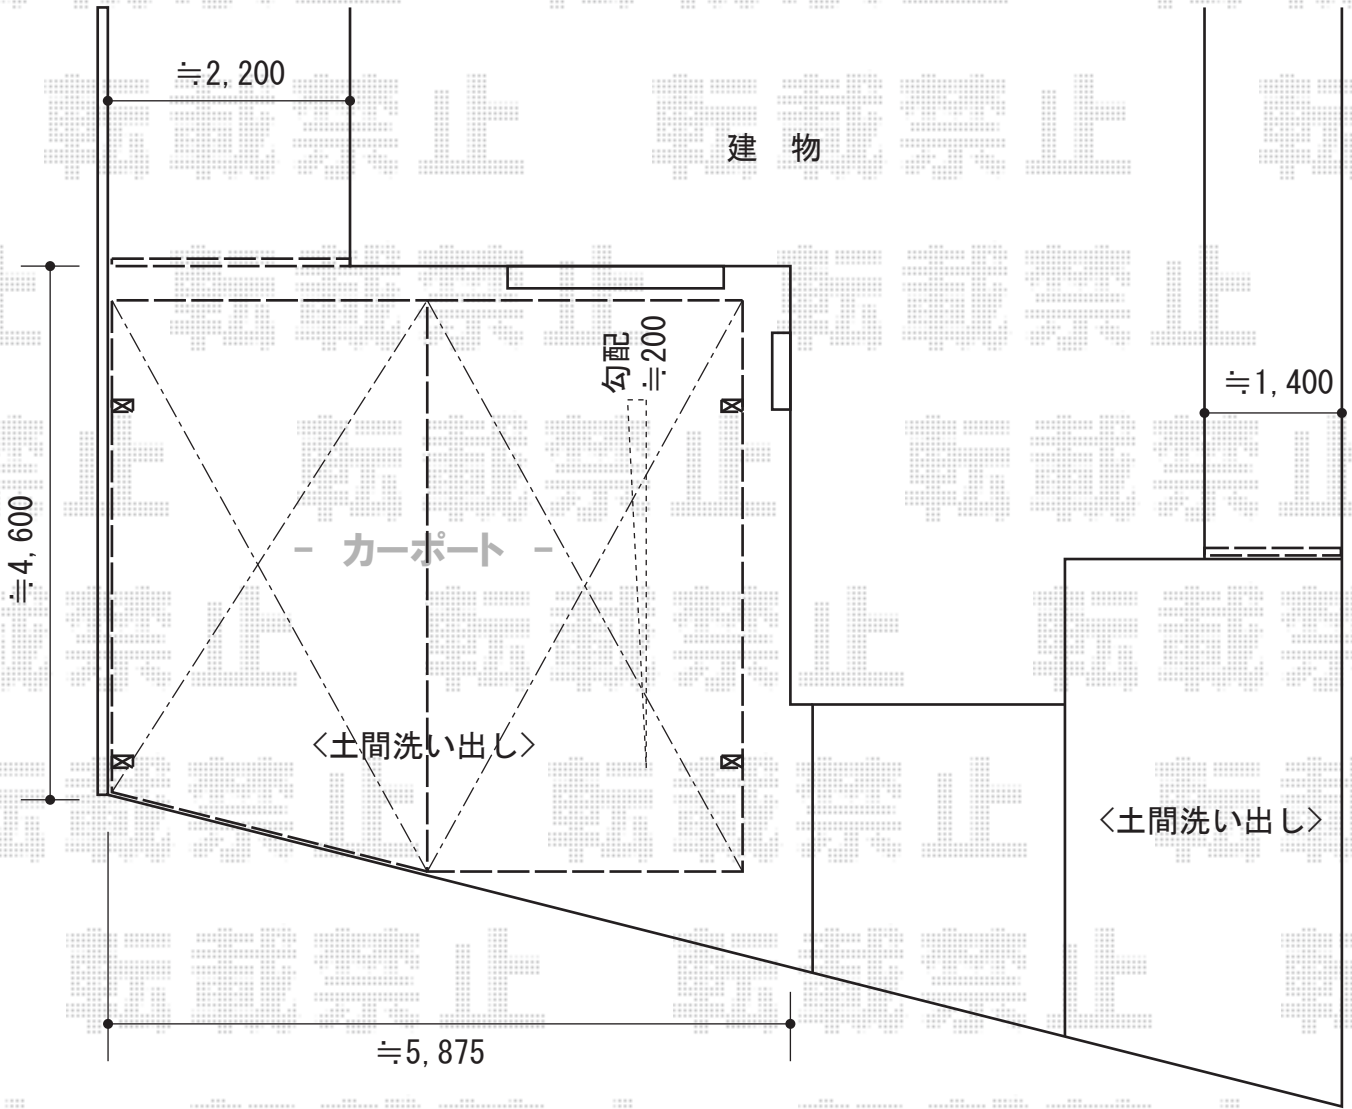 ≒2,200
建 物
勾配
≒200
≒1,400
≒4,600
- カーポート -
<土間洗い出し>
<土間洗い出し>
≒5,875
転載禁止